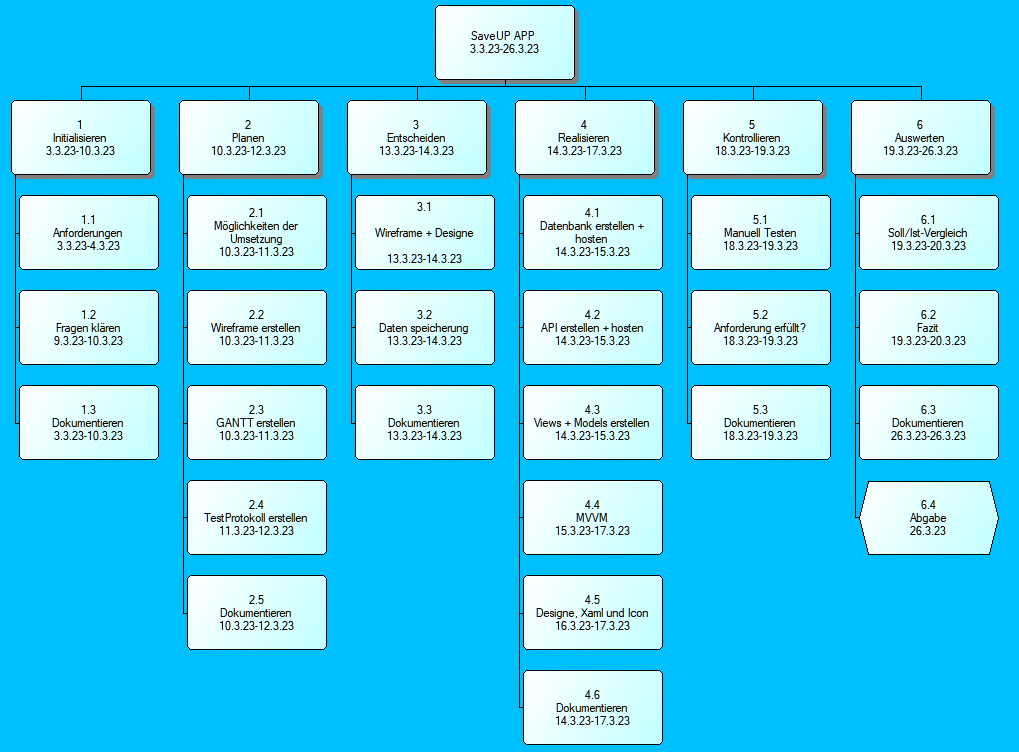 SaveUP APP
3.3.23-26.3.23
1
Initialisieren
3.3.23-10.3.23
1.1
Anforderungen
3.3.23-4.3.23
1.2
Fragen klären
9.3.23-10.3.23
1.3
Dokumentieren
3.3.23-10.3.23
2
Planen
10.3.23-12.3.23
2.1
Möglichkeiten der
Umsetzung
10.3.23-11.3.23
2.2
Wireframe erstellen
10.3.23-11.3.23
2.3
GANTT erstellen
10.3.23-11.3.23
2.4
TestProtokoll erstellen
11.3.23-12.3.23
2.5
Dokumentieren
10.3.23-12.3.23
3
Entscheiden
13.3.23-14.3.23
3.1
Wireframe + Designe
13.3.23-14.3.23
3.2
Daten speicherung
13.3.23-14.3.23
3.3
Dokumentieren
13.3.23-14.3.23
4
Realisieren
14.3.23-17.3.23
4.1
Datenbank erstellen +
hosten
14.3.23-15.3.23
4.2
API erstellen + hosten
14.3.23-15.3.23
4.3
Views + Models erstellen
14.3.23-15.3.23
4.4
MVVM
15.3.23-17.3.23
4.5
Designe, Xaml und Icon
16.3.23-17.3.23
4.6
Dokumentieren
14.3.23-17.3.23
5
Kontrollieren
18.3.23-19.3.23
5.1
Manuell Testen
18.3.23-19.3.23
5.2
Anforderung erfüllt?
18.3.23-19.3.23
5.3
Dokumentieren
18.3.23-19.3.23
6
Auswerten
19.3.23-26.3.23
6.1
Soll/Ist-Vergleich
19.3.23-20.3.23
6.2
Fazit
19.3.23-20.3.23
6.3
Dokumentieren
26.3.23-26.3.23
6.4
Abgabe
26.3.23